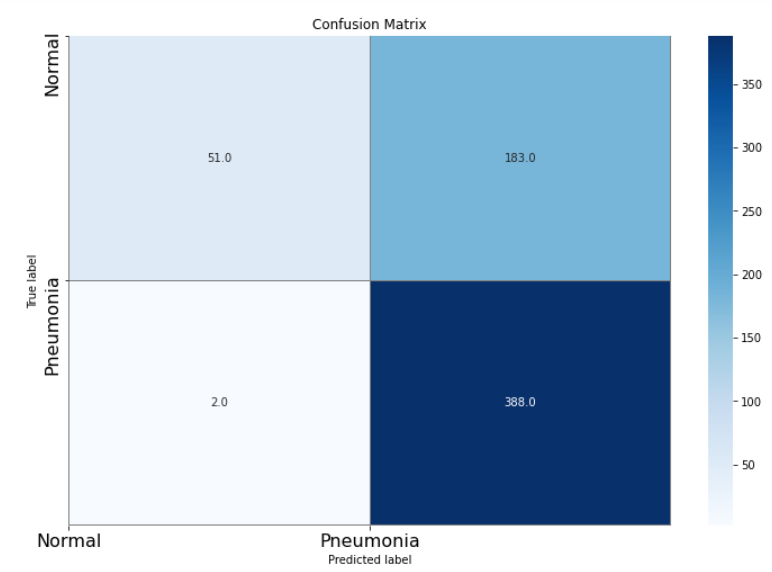 Confusion Matrix
Normal
51.0
183.0
350
300
250
200
150
100
50
True label
Pneumonia
2.0
388.0
Normal
Pneumonia
Predicted label